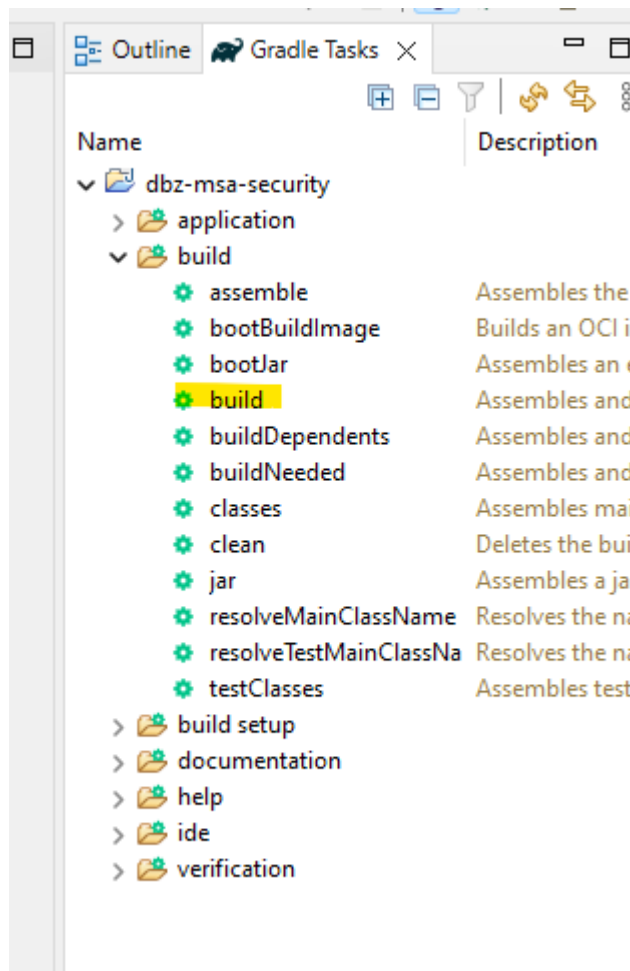 Outline Gradle Tasks
Name Description
dbz-msa-security
application
build
assemble Assembles the
bootBuildImage Builds an OCI i
bootJar Assembles an
build Assembles and
buildDependents Assembles and
buildNeeded Assembles and
classes Assembles mai
clean Deletes the bui
jar Assembles a ja
resolveMainClassName Resolves the na
resolveTestMainClassNa Resolves the na
testClasses Assembles test
build setup
documentation
help
ide
verification